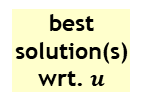 best
solution(s)
wrt. u